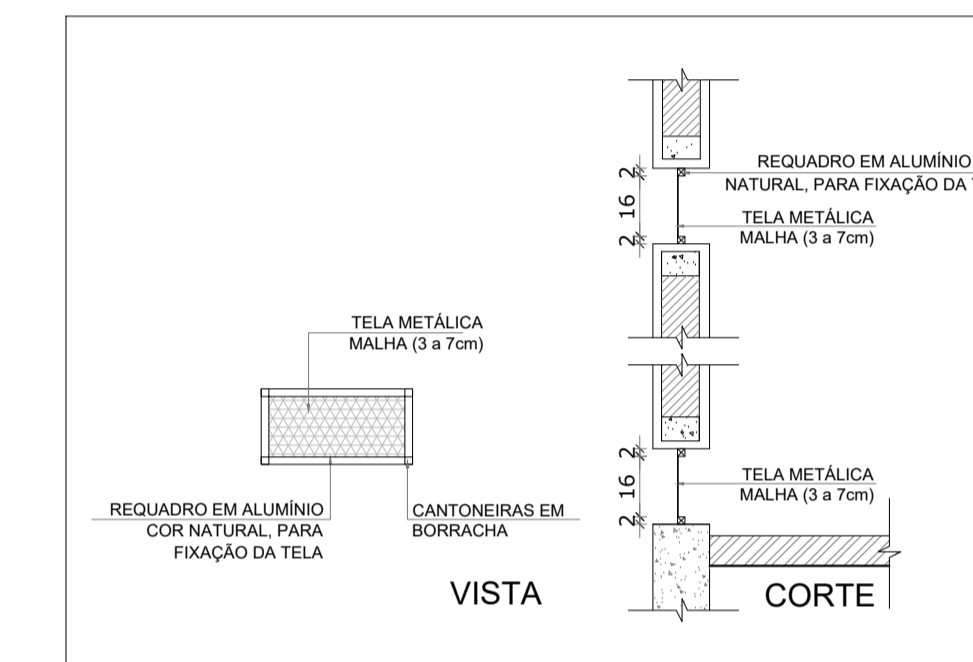 REQUADRO EM ALUMÍNIO
NATURAL, PARA FIXAÇÃO DA
2
16
2
TELA METÁLICA
MALHA (3 a 7cm)
TELA METÁLICA
MALHA (3 a 7cm)
REQUADRO EM ALUMÍNIO
COR NATURAL, PARA
FIXAÇÃO DA TELA
CANTONEIRAS EM
BORRACHA
2
16
2
TELA METÁLICA
MALHA (3 a 7cm)
VISTA
CORTE